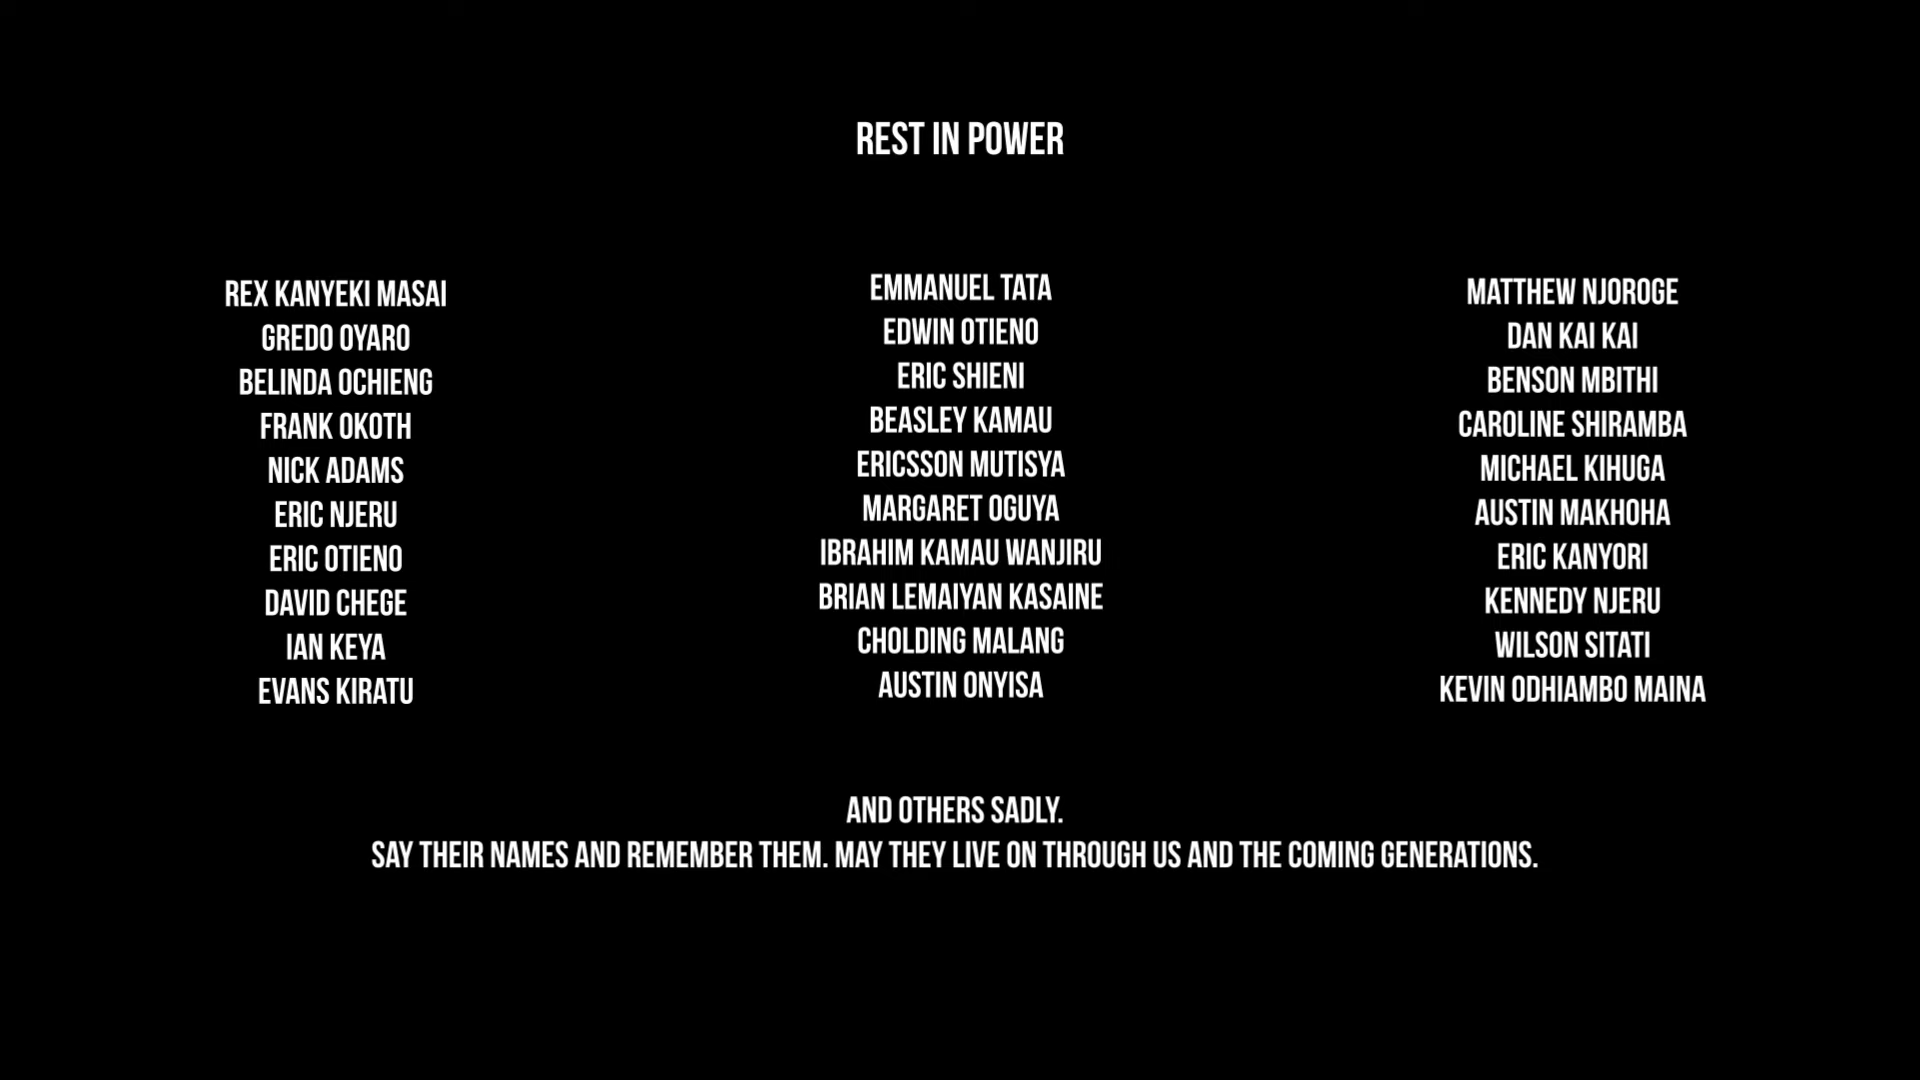 REST IN POWER
REX KANYEKI MASAI
GREDO OYARO
BELINDA OCHIENG
FRANK OKOTH
NICK ADAMS
ERIC NJERU
ERIC OTIENO
DAVID CHEGE
IAN KEYA
EVANS KIRATU
EMMANUEL TATA
EDWIN OTIENO
ERIC SHIENI
BEASLEY KAMAU
ERICSSON MUTISYA
MARGARET OGUYA
IBRAHIM KAMAU WANJIRU
BRIAN LEMAIYAN KASAINE
CHOLDING MALANG
AUSTIN ONYISA
MATTHEW NJOROGE
DAN KAI KAI
BENSON MBITHI
CAROLINE SHIRAMBA
MICHAEL KIHUGA
AUSTIN MAKHOHA
ERIC KANYORI
KENNEDY NJERU
WILSON SITATI
KEVIN ODHIAMBO MAINA
AND OTHERS SADLY.
SAY THEIR NAMES AND REMEMBER THEM. MAY THEY LIVE ON THROUGH US AND THE COMING GENERATIONS.